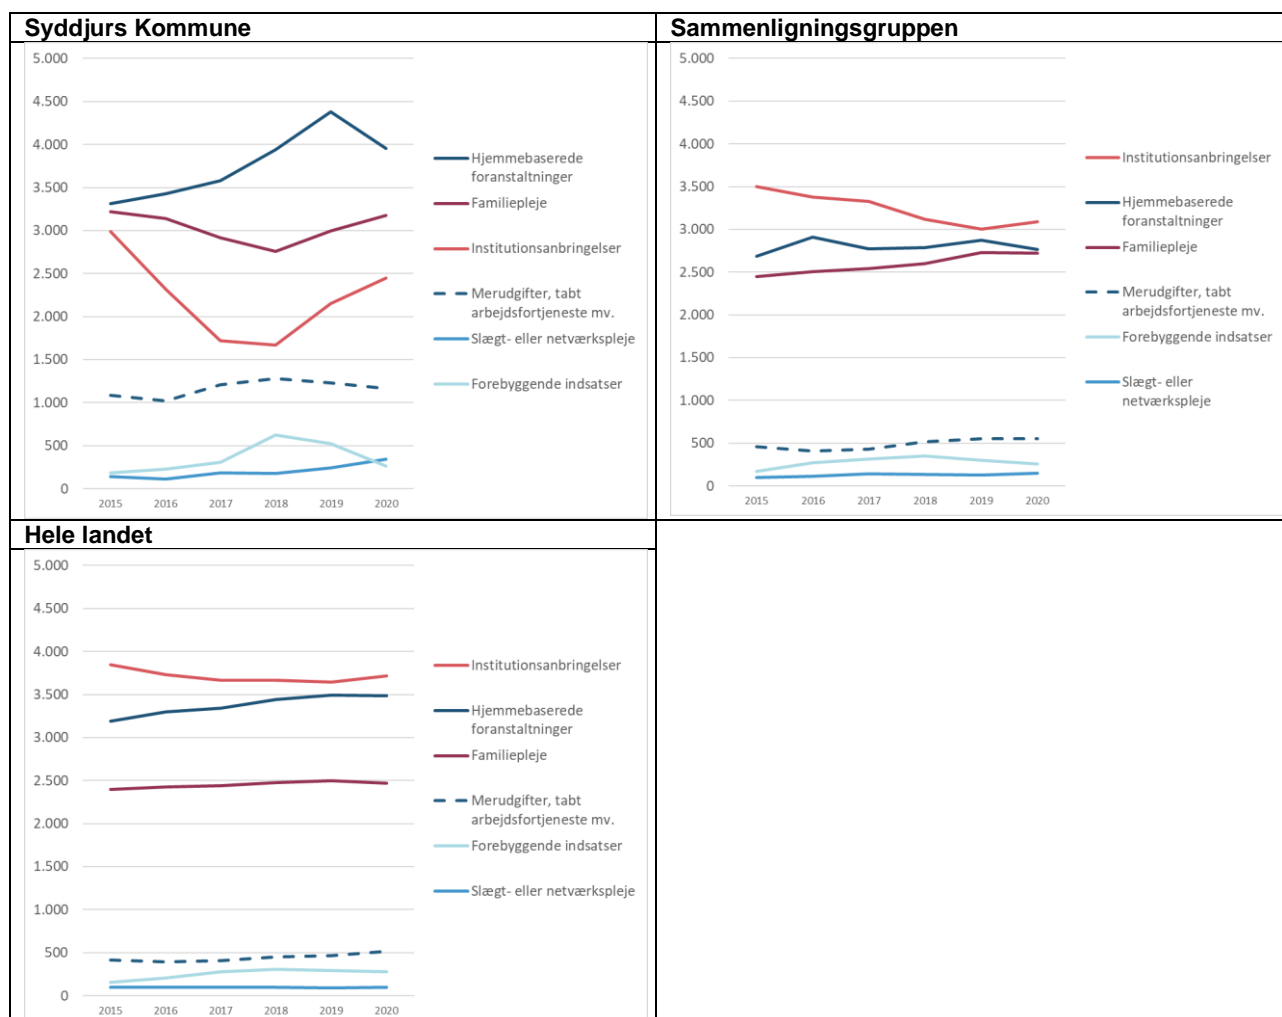 Syddjurs Kommune
5.000
4.500
4.000
3.500
3.000
2.500
2.000
1.500
1.000
500
0
2015 2016 2017 2018 2019 2020
Hjemmebaserede
foranstaltninger
Familiepleje
Institutionsanbringelser
Merudgifter, tabt
arbejdsfortjeneste mv.
Slægt- eller netværkspleje
Forebyggende indsatser
Sammenligningsgruppen
5.000
4.500
4.000
3.500
3.000
2.500
2.000
1.500
1.000
500
0
2015 2016 2017 2018 2019 2020
Institutionsanbringelser
Hjemmebaserede
foranstaltninger
Familiepleje
Merudgifter, tabt
arbejdsfortjeneste mv.
Forebyggende indsatser
Slægt- eller
netværkspleje
Hele landet
5.000
4.500
4.000
3.500
3.000
2.500
2.000
1.500
1.000
500
0
2015 2016 2017 2018 2019 2020
Institutionsanbringelser
Hjemmebaserede
foranstaltninger
Familiepleje
Merudgifter, tabt
arbejdsfortjeneste mv.
Forebyggende indsatser
Slægt- eller netværkspleje